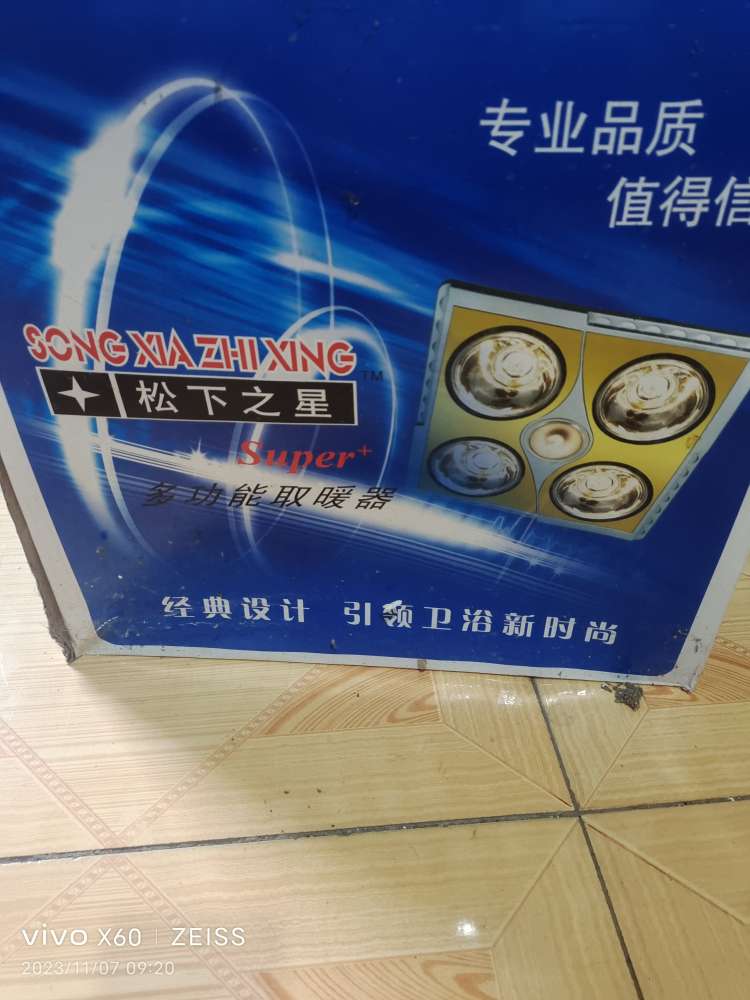 专业品质
值得信
SONG XIA ZHI XING
TM
松下之星
Super+
多功能取暖器
经典设计 引领卫浴新时尚
vivo X60 | ZEISS
2023/11/07 09:20